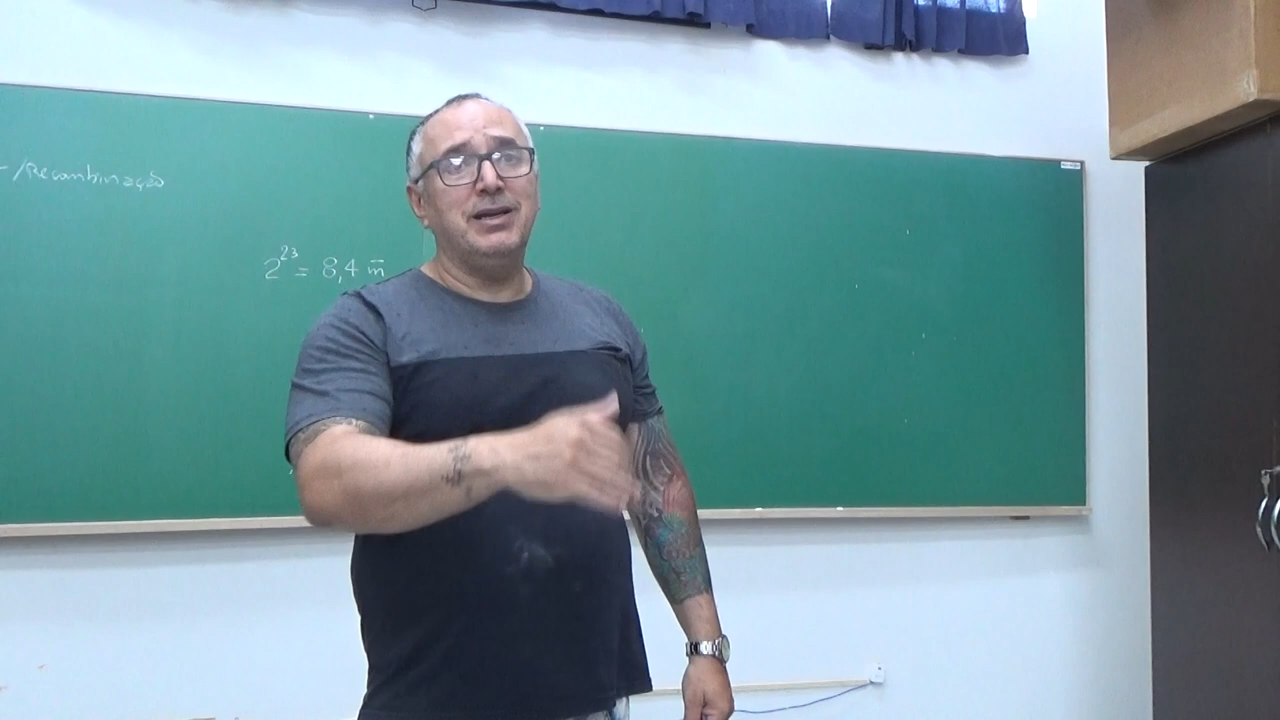 /Recombinação
2²³ = 8,4 m̅